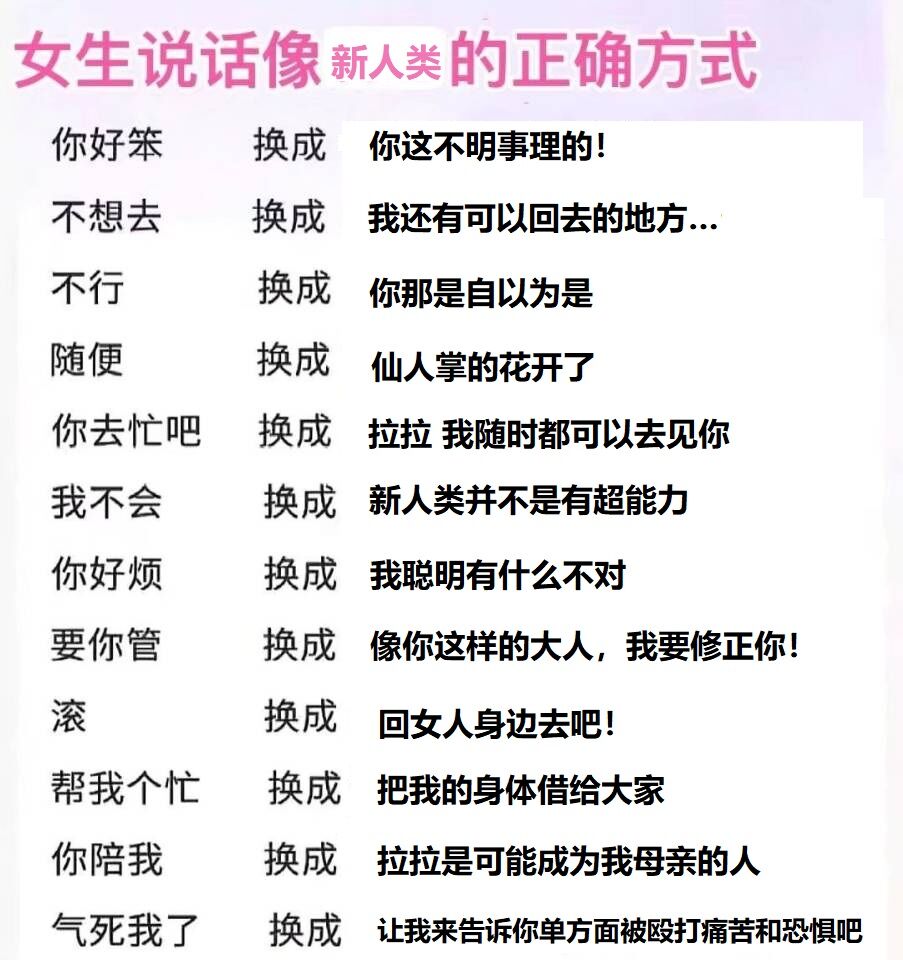 女生说话像新人类的正确方式
你好笨 换成 你这不明事理的！
不想去 换成 我还有可以回去的地方...
不行 换成 你那是自以为是
随便 换成 仙人掌的花开了
你去忙吧 换成 拉拉 我随时都可以去见你
我不会 换成 新人类并不是有超能力
你好烦 换成 我聪明有什么不对
要你管 换成 像你这样的大人，我要修正你！
滚 换成 回女人身边去吧！
帮我个忙 换成 把我的身体借给大家
你陪我 换成 拉拉是可能成为我母亲的人
气死我了 换成 让我来告诉你单方面被殴打痛苦和恐惧吧